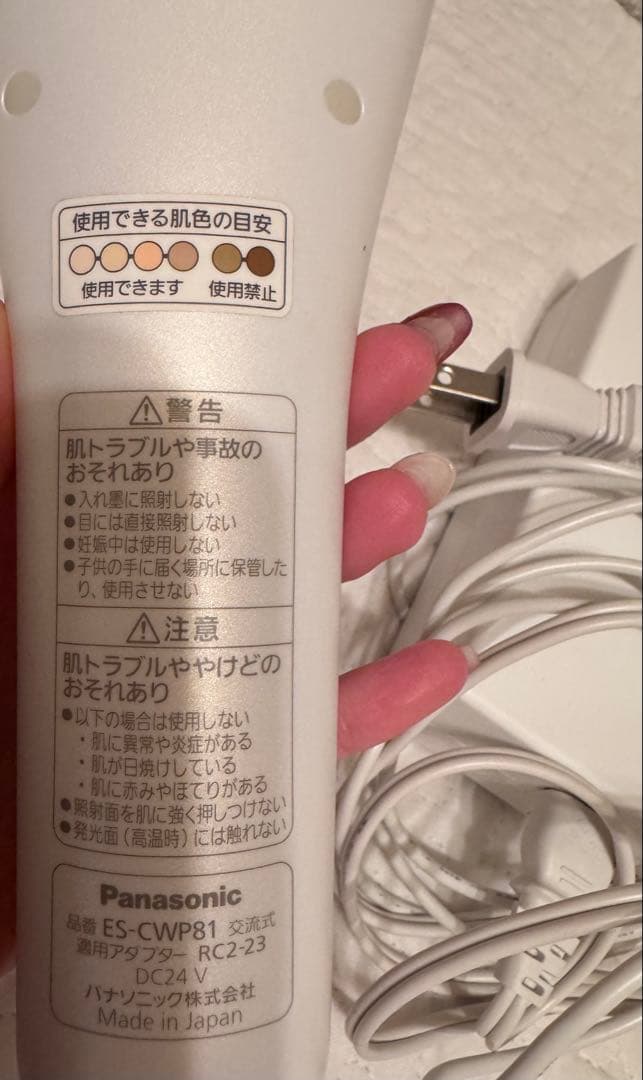 使用できる肌色の目安
使用できます 使用禁止
警告
肌トラブルや事故の
おそれあり
●入れ墨に照射しない
●目には直接照射しない
●妊娠中は使用しない
●子供の手に届く場所に保管した
り、使用させない
注意
肌トラブルややけどの
おそれあり
●以下の場合は使用しない
・肌に異常や炎症がある
・肌が日焼けしている
・肌に赤みやほてりがある
●照射面を肌に強く押しつけない
●発光面(高温時)には触れない
Panasonic
品番 ES-CWP81 交流式
適用アダプター RC2-23
DC24 V
パナソニック株式会社
Made in Japan